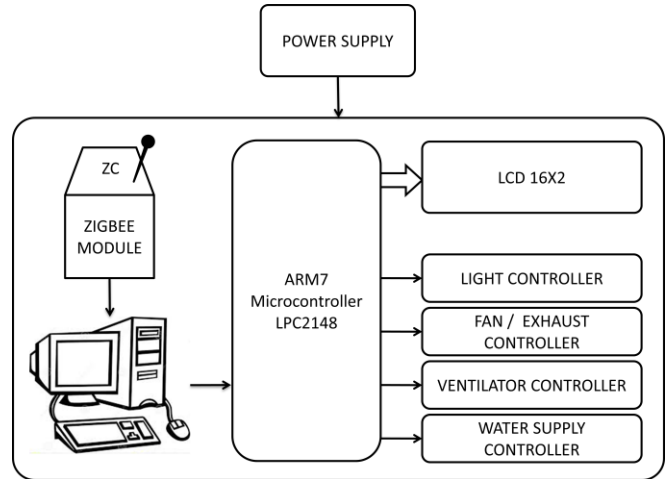 POWER SUPPLY
ZC
ZIGBEE
MODULE
ARM7
Microcontroller
LPC2148
LCD 16X2
LIGHT CONTROLLER
FAN / EXHAUST
CONTROLLER
VENTILATOR CONTROLLER
WATER SUPPLY
CONTROLLER